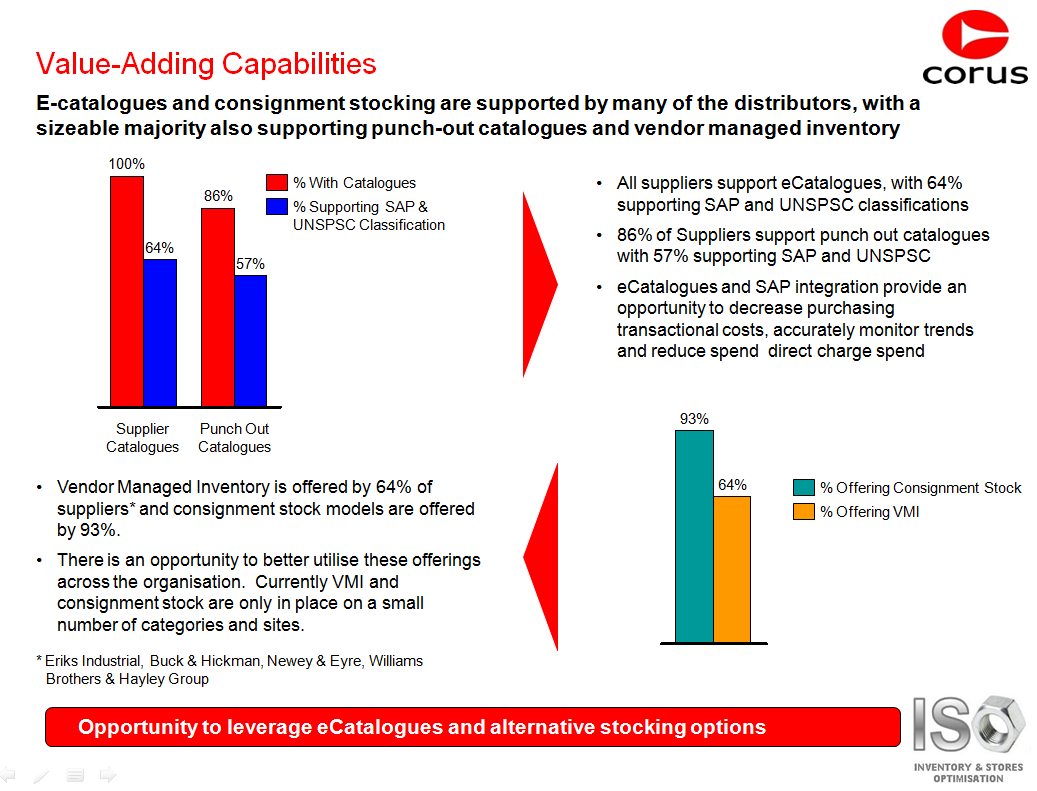 corus
Value-Adding Capabilities
E-catalogues and consignment stocking are supported by many of the distributors, with a
sizeable majority also supporting punch-out catalogues and vendor managed inventory
100%
86%
64%
57%
% With Catalogues
% Supporting SAP &
UNSPSC Classification
Supplier
Catalogues
Punch Out
Catalogues
• All suppliers support eCatalogues, with 64%
supporting SAP and UNSPSC classifications
• 86% of Suppliers support punch out catalogues
with 57% supporting SAP and UNSPSC
• eCatalogues and SAP integration provide an
opportunity to decrease purchasing
transactional costs, accurately monitor trends
and reduce spend  direct charge spend
• Vendor Managed Inventory is offered by 64% of
suppliers* and consignment stock models are offered
by 93%.
• There is an opportunity to better utilise these offerings
across the organisation.  Currently VMI and
consignment stock are only in place on a small
number of categories and sites.
* Eriks Industrial, Buck & Hickman, Newey & Eyre, Williams
Brothers & Hayley Group
93%
64%
% Offering Consignment Stock
% Offering VMI
Opportunity to leverage eCatalogues and alternative stocking options
ISO
INVENTORY & STORES
OPTIMISATION